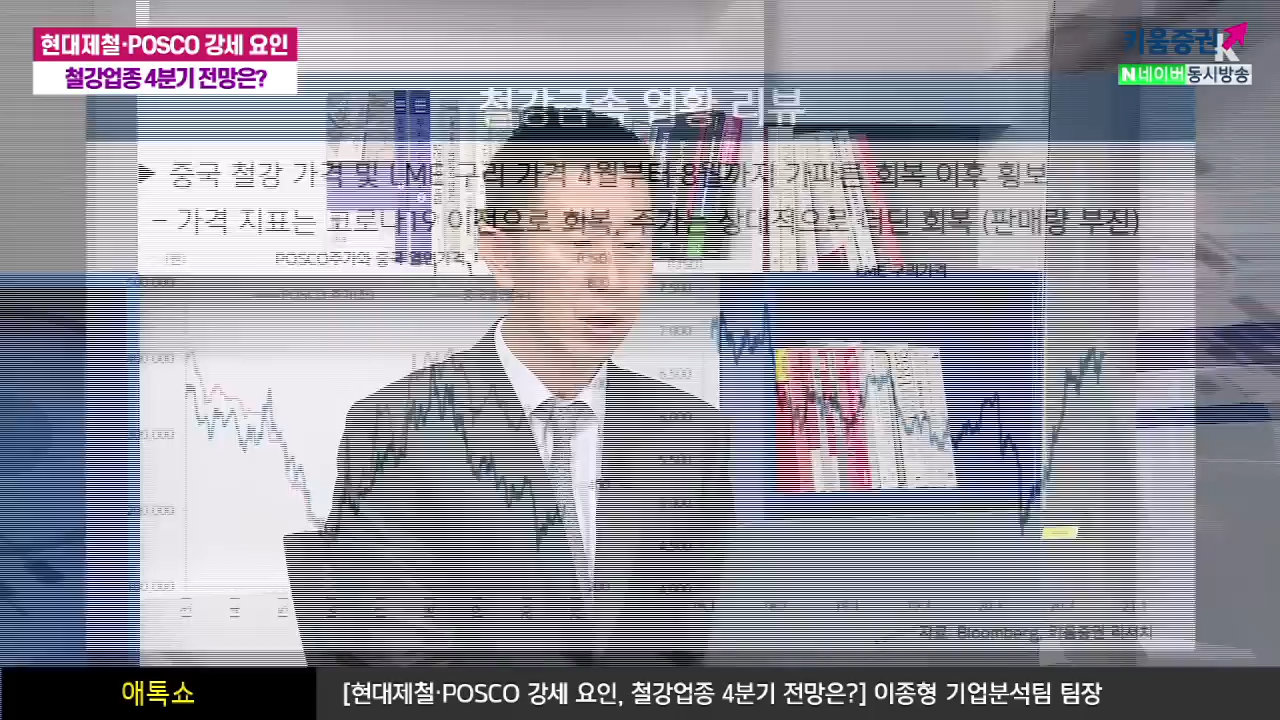 현대제철·POSCO 강세 요인
철강업종 4분기 전망은?
키움증권
N 네이버 동시방송
철강금속 업황 리뷰
▶ 중국 철강 가격 및 LME 구리 가격 4월부터 8월까지 가파른 회복 이후 횡보
- 가격 지표는 코로나19 이전으로 회복, 주가는 상대적으로 더딘 회복 (판매량 부진)
POSCO주가와 중국 열연가격
LME 구리가격
자료: Bloomberg, 키움증권 리서치
애톡쇼
[현대제철·POSCO 강세 요인, 철강업종 4분기 전망은?] 이종형 기업분석팀 팀장